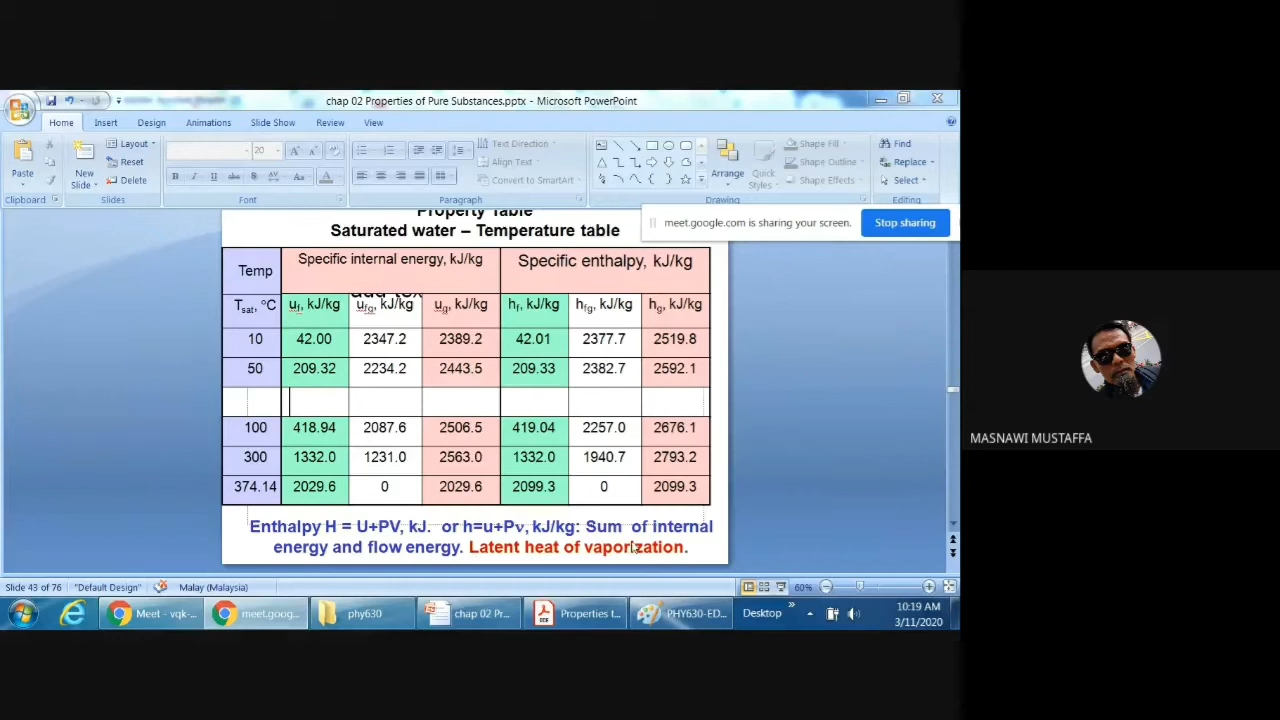 chap 02 Properties of Pure Substances.pptx - Microsoft PowerPoint
Home Insert Design Animations Slide Show Review View
Paste
New Slide
Layout
Reset
Delete
20
Text Direction
Align Text
Convert to SmartArt
Arrange
Quick Styles
Shape Fill
Shape Outline
Shape Effects
Find
Replace
Select
Clipboard Slides Font Paragraph Drawing Editing
meet.google.com is sharing your screen. Stop sharing
Property Table
Saturated water – Temperature table
Temp Specific internal energy, kJ/kg Specific enthalpy, kJ/kg
Tsat, °C uf, kJ/kg ufg, kJ/kg ug, kJ/kg hf, kJ/kg hfg, kJ/kg hg, kJ/kg
10 42.00 2347.2 2389.2 42.01 2377.7 2519.8
50 209.32 2234.2 2443.5 209.33 2382.7 2592.1
100 418.94 2087.6 2506.5 419.04 2257.0 2676.1
300 1332.0 1231.0 2563.0 1332.0 1940.7 2793.2
374.14 2029.6 0 2029.6 2099.3 0 2099.3
Enthalpy H = U+PV, kJ. or h=u+Pν, kJ/kg: Sum of internal
energy and flow energy. Latent heat of vaporization.
MASNAWI MUSTAFFA
Slide 43 of 76 "Default Design" Malay (Malaysia) 60%
Meet - vqk-... meet.goog... phy630 chap 02 Pr... Properties t... PHY630-ED... Desktop 10:19 AM
3/11/2020